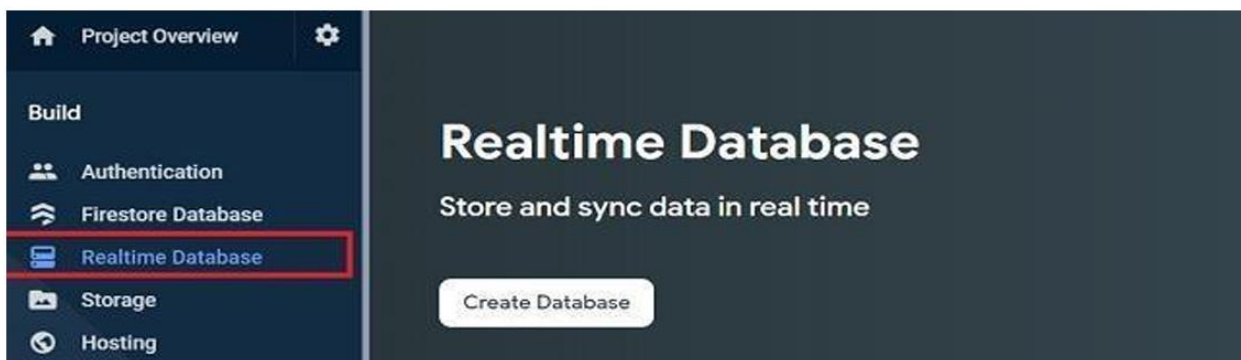 Project Overview
Build
Authentication
Firestore Database
Realtime Database
Storage
Hosting
Realtime Database
Store and sync data in real time
Create Database